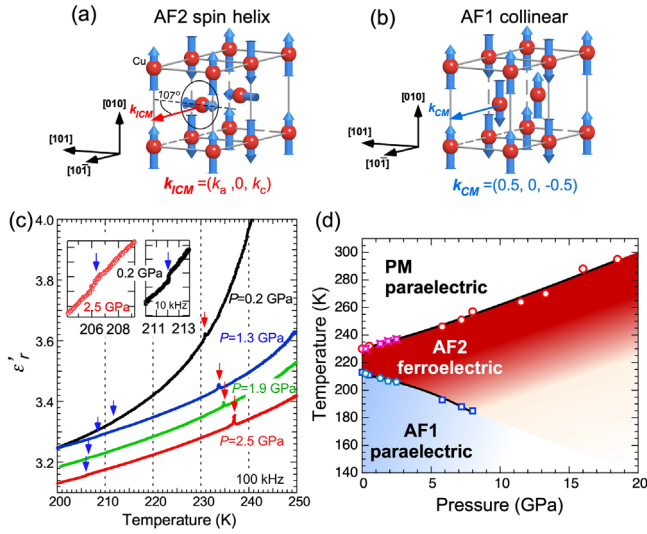 (a) AF2 spin helix
Cu
107°
k_ICM
[010]
[101]
[101̄]
k_ICM =(k_a ,0, k_c)
(b) AF1 collinear
k_CM
[010]
[101]
[101̄]
k_CM =(0.5, 0, -0.5)
(c)
4.0
3.8
3.6
3.4
3.2
ε'_r
0.2 GPa
2.5 GPa
206 208
10 kHz
211 213
P=0.2 GPa
P=1.3 GPa
P=1.9 GPa
P=2.5 GPa
100 kHz
200 210 220 230 240 250
Temperature (K)
(d)
300
280
260
240
220
200
180
160
140
Temperature (K)
PM
paraelectric
AF2
ferroelectric
AF1
paraelectric
0 5 10 15 20
Pressure (GPa)